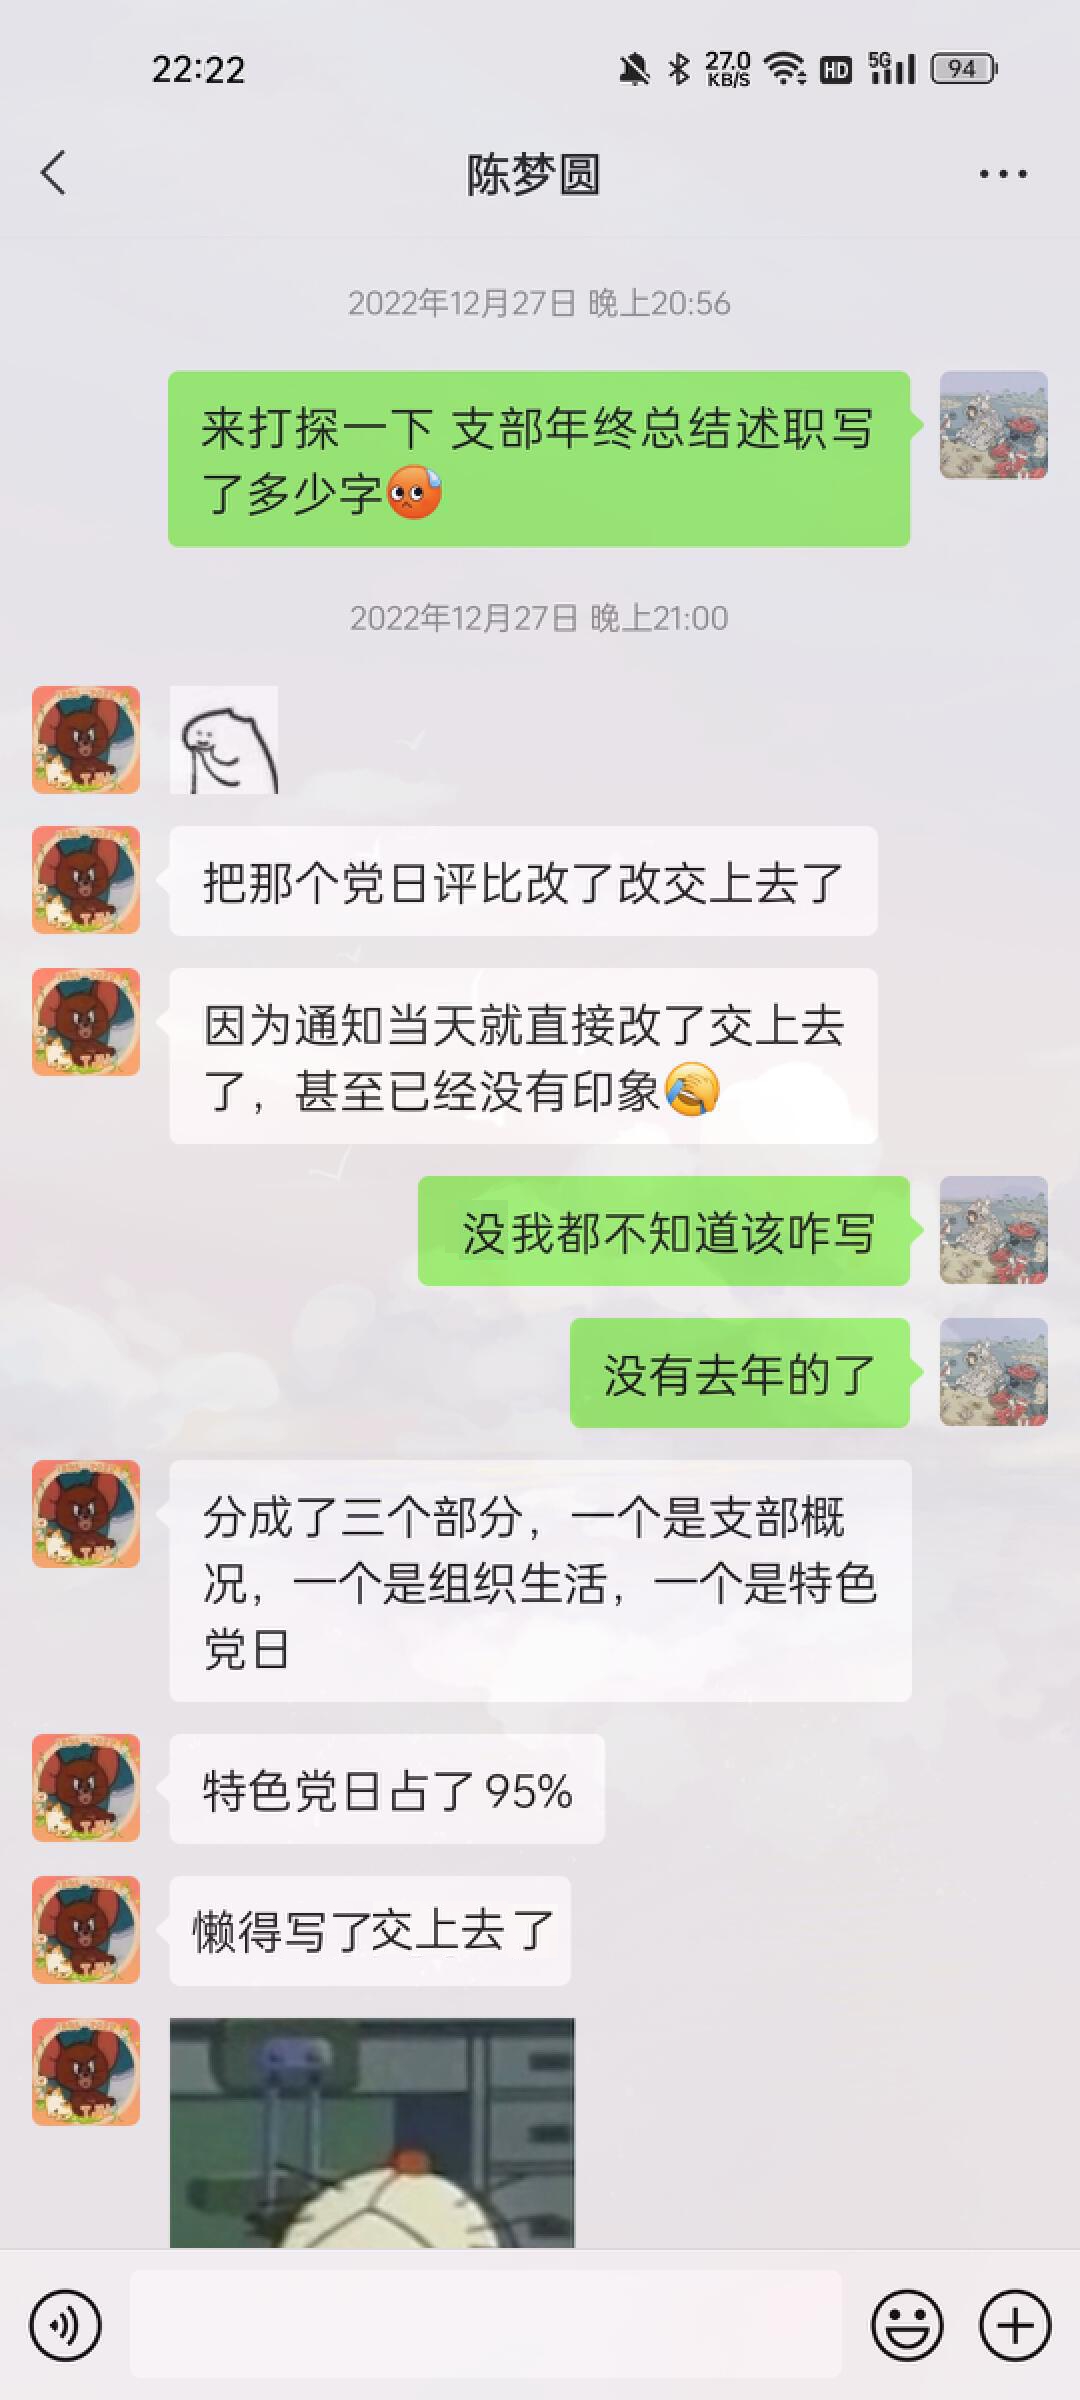 22:22
27.0
KB/S
HD
5G
94
陈梦圆
2022年12月27日 晚上20:56
来打探一下 支部年终总结述职写
了多少字
2022年12月27日 晚上21:00
把那个党日评比改了改交上去了
因为通知当天就直接改了交上去
了，甚至已经没有印象
没我都不知道该咋写
没有去年的了
分成了三个部分，一个是支部概
况，一个是组织生活，一个是特色
党日
特色党日占了95%
懒得写了交上去了